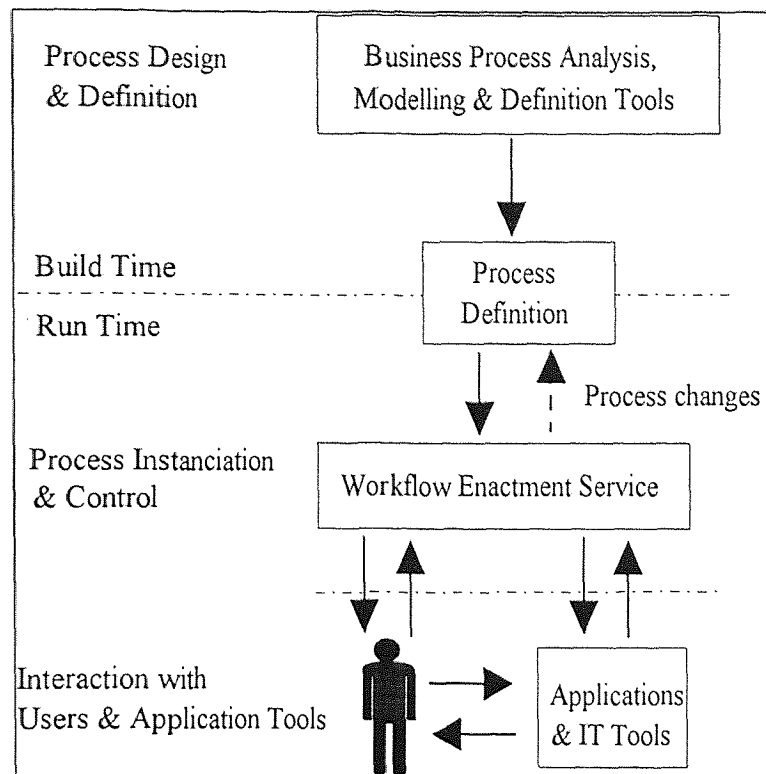 Process Design
& Definition
Business Process Analysis,
Modelling & Definition Tools
Build Time
Process
Definition
Run Time
Process changes
Process Instanciation
& Control
Workflow Enactment Service
Interaction with
Users & Application Tools
Applications
& IT Tools